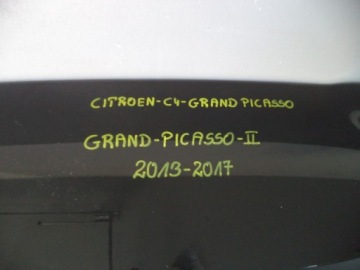 CITROEN-C4-GRAND PICASSO
GRAND-PICASSO-II
2013-2017